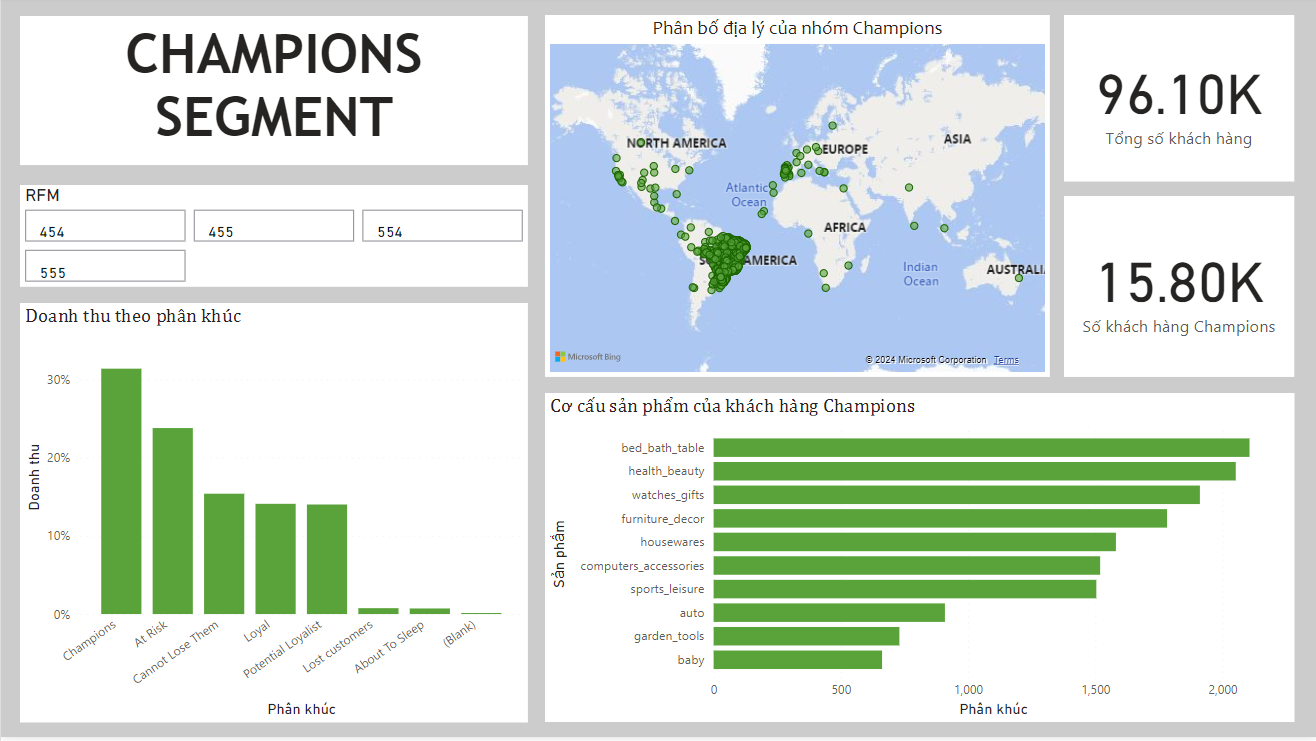 CHAMPIONS
SEGMENT
RFM
454
455
554
555
Doanh thu theo phân khúc
30%
20%
10%
0%
Doanh thu
Champions
At Risk
Cannot Lose Them
Loyal
Potential Loyalist
Lost customers
About To Sleep
(Blank)
Phân khúc
Phân bố địa lý của nhóm Champions
NORTH AMERICA
EUROPE
ASIA
Atlantic
Ocean
AFRICA
AMERICA
Indian
Ocean
AUSTRALI
Microsoft Bing
© 2024 Microsoft Corporation Terms
96.10K
Tổng số khách hàng
15.80K
Số khách hàng Champions
Cơ cấu sản phẩm của khách hàng Champions
Sản phẩm
bed_bath_table
health_beauty
watches_gifts
furniture_decor
housewares
computers_accessories
sports_leisure
auto
garden_tools
baby
0
500
1,000
1,500
2,000
Phân khúc